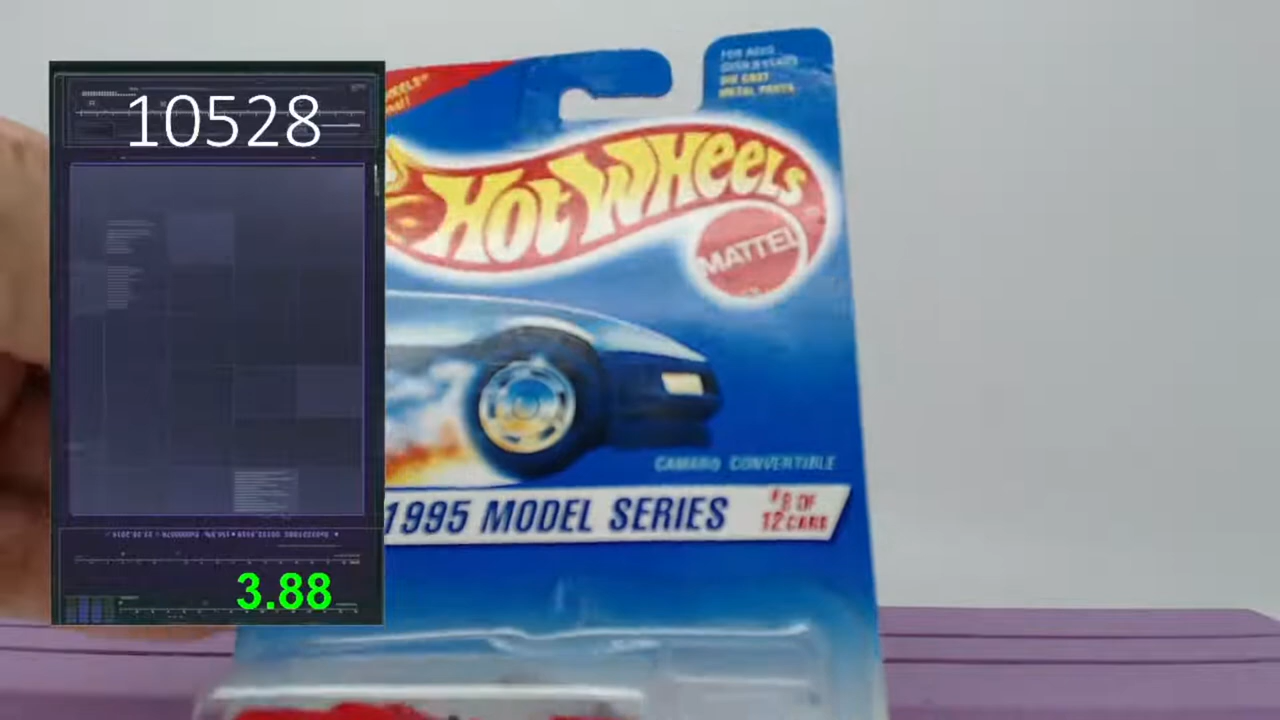 10528
3.88
FOR AGES
OVER 3 YEARS
DIE CAST
METAL PARTS
HOT WHEELS
MATTEL
CAMARO CONVERTIBLE
1995 MODEL SERIES
#8 OF
12 CARS